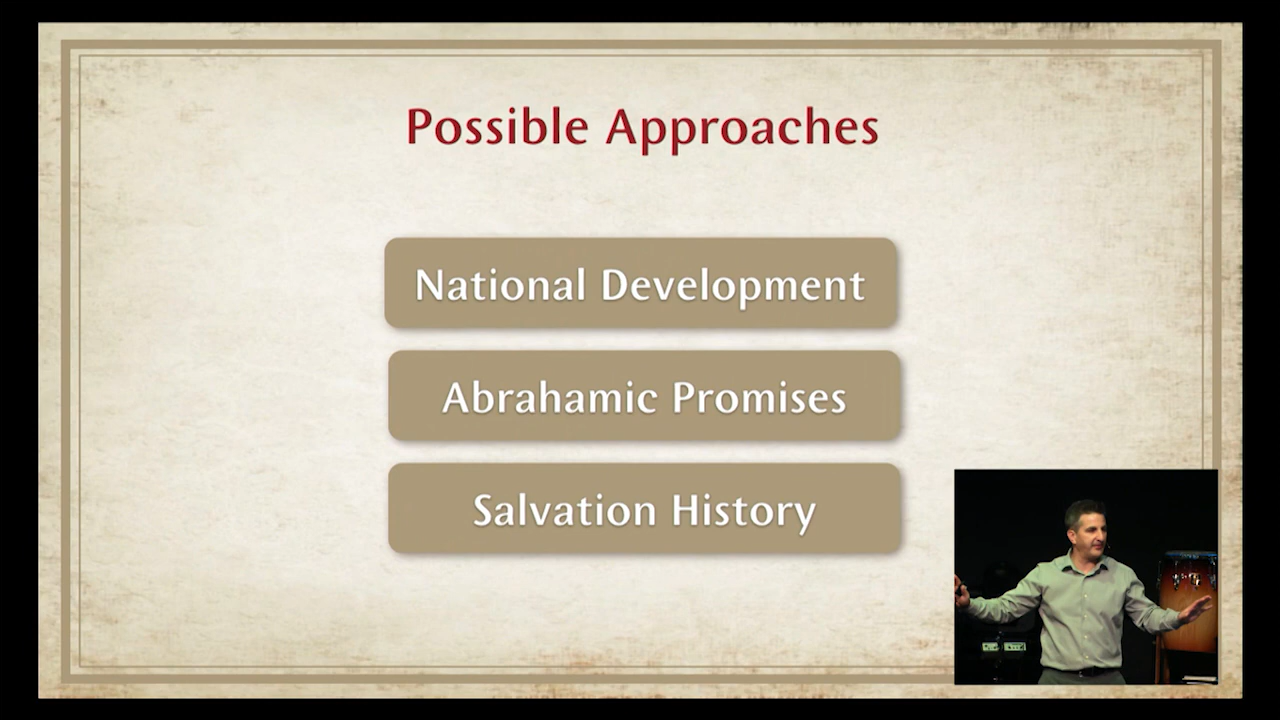 Possible Approaches
National Development
Abrahamic Promises
Salvation History